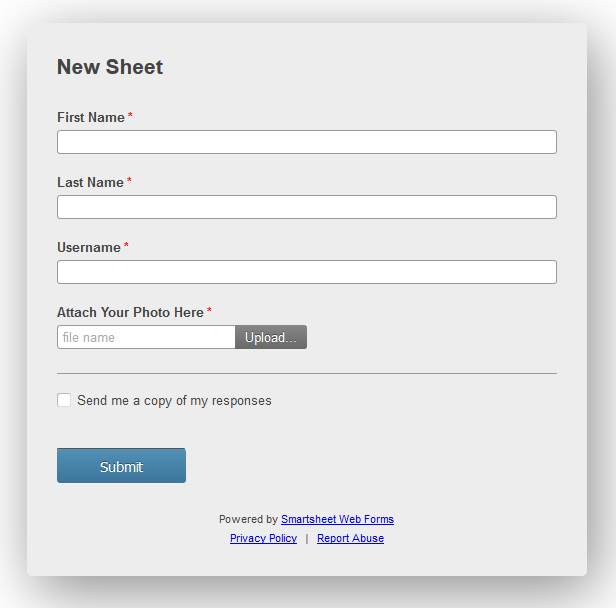 New Sheet
First Name *
Last Name *
Username *
Attach Your Photo Here *
file name Upload...
Send me a copy of my responses
Submit
Powered by Smartsheet Web Forms
Privacy Policy | Report Abuse